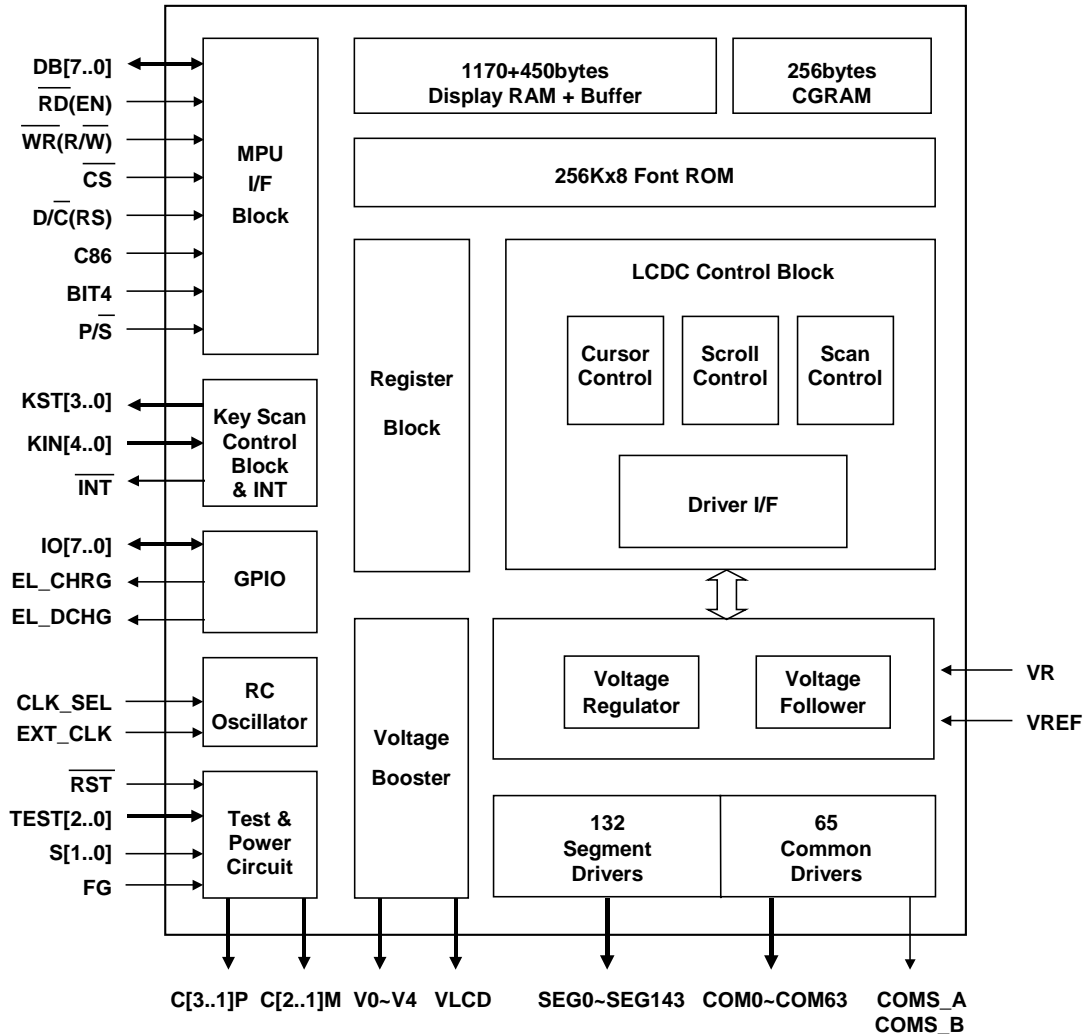 DB[7..0]
RD(EN)
WR(R/W)
CS
D/C(RS)
C86
BIT4
P/S
MPU
I/F
Block
1170+450bytes
Display RAM + Buffer
256bytes
CGRAM
256Kx8 Font ROM
KST[3..0]
KIN[4..0]
INT
Key Scan
Control
Block
& INT
Register
Block
LCDC Control Block
Cursor
Control
Scroll
Control
Scan
Control
Driver I/F
IO[7..0]
EL_CHRG
EL_DCHG
GPIO
CLK_SEL
EXT_CLK
RC
Oscillator
Voltage
Booster
Voltage
Regulator
Voltage
Follower
VR
VREF
RST
TEST[2..0]
S[1..0]
FG
Test &
Power
Circuit
132
Segment
Drivers
65
Common
Drivers
C[3..1]P
C[2..1]M
V0~V4
VLCD
SEG0~SEG143
COM0~COM63
COMS_A
COMS_B